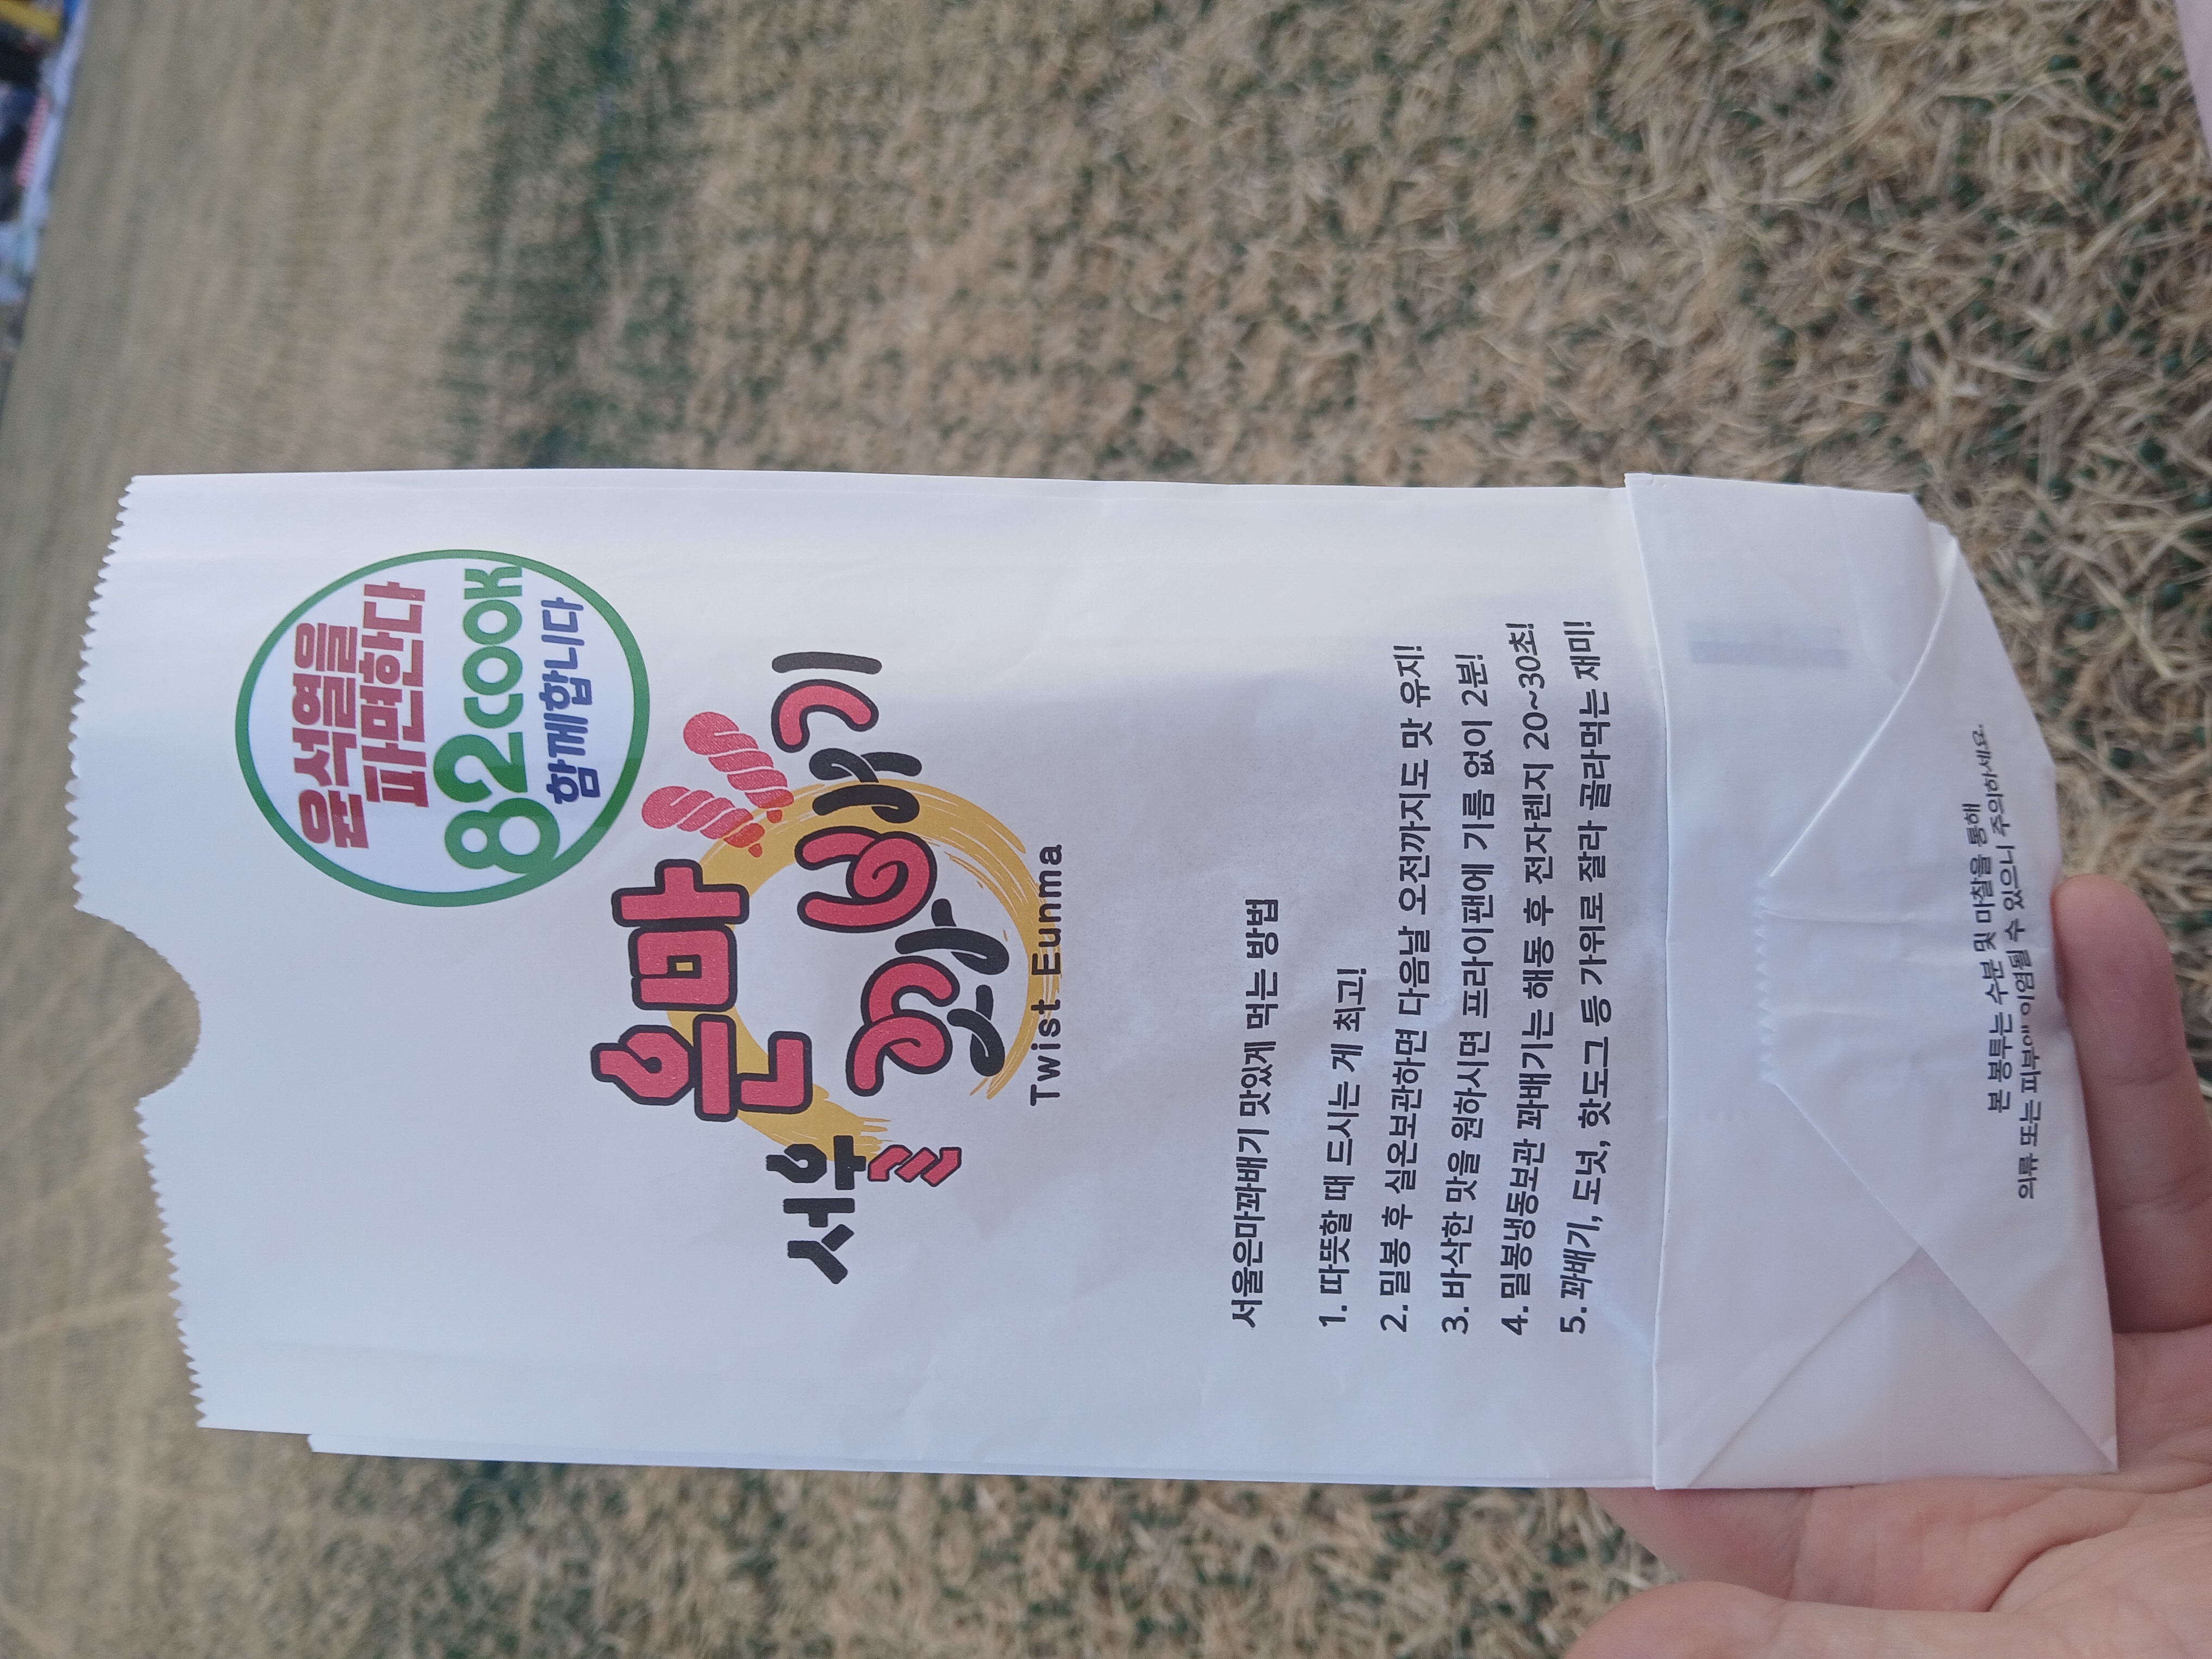 윤석열을
파면한다
82cook
함께합니다
서울
은마
꽈배기
Twist Eunma
서울은마꽈배기 맛있게 먹는 방법
1. 따뜻할 때 드시는 게 최고!
2. 밀봉 후 실온보관하면 다음날 오전까지도 맛 유지!
3. 바삭한 맛을 원하시면 프라이팬에 기름 없이 2분!
4. 밀봉냉동보관 꽈배기는 해동 후 전자렌지 20~30초!
5. 꽈배기, 도넛, 핫도그 등 가위로 잘라 골라먹는 재미!
본 봉투는 수분 및 마찰을 통해
의류 또는 피부에 이염될 수 있으니 주의하세요.